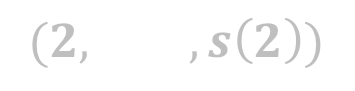 (2, , s(2))